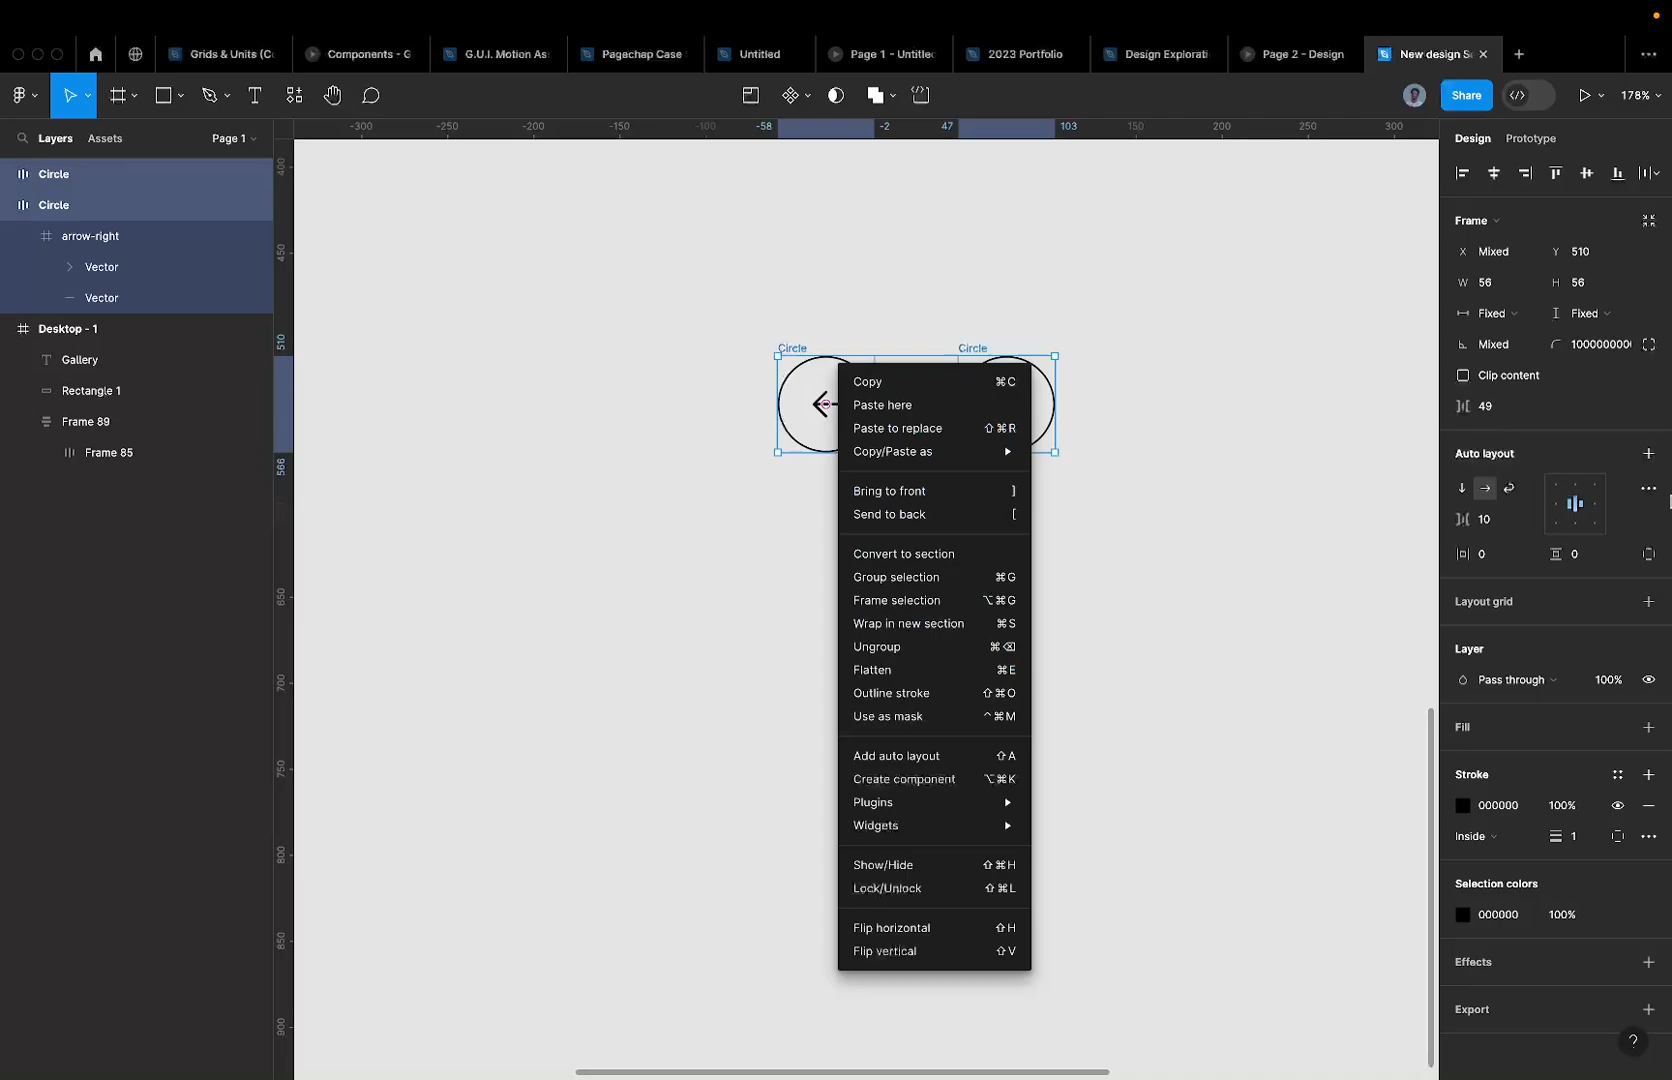 Grids & Units (Co
Components - G
G.U.I. Motion As
Pagechap Case
Untitled
Page 1 - Untitled
2023 Portfolio
Design Explorati
Page 2 - Design
New design Se
Share
178%
Layers
Assets
Page 1
-300
-250
-200
-150
-100
-58
-2
47
103
150
200
250
300
Design
Prototype
Circle
Circle
arrow-right
Vector
Vector
Desktop - 1
Gallery
Rectangle 1
Frame 89
Frame 85
400
450
510
566
650
700
750
800
850
900
Circle
Circle
Copy ⌘C
Paste here
Paste to replace ⇧⌘R
Copy/Paste as
Bring to front ]
Send to back [
Convert to section
Group selection ⌘G
Frame selection ⌥⌘G
Wrap in new section ⌘S
Ungroup ⌘⌫
Flatten ⌘E
Outline stroke ⇧⌘O
Use as mask ^⌘M
Add auto layout ⇧A
Create component ⌥⌘K
Plugins
Widgets
Show/Hide ⇧⌘H
Lock/Unlock ⇧⌘L
Flip horizontal ⇧H
Flip vertical ⇧V
Frame
X Mixed Y 510
W 56 H 56
Fixed Fixed
Mixed 1000000000
Clip content
49
Auto layout
10
0 0
Layout grid
Layer
Pass through 100%
Fill
Stroke
000000 100%
Inside 1
Selection colors
000000 100%
Effects
Export
?